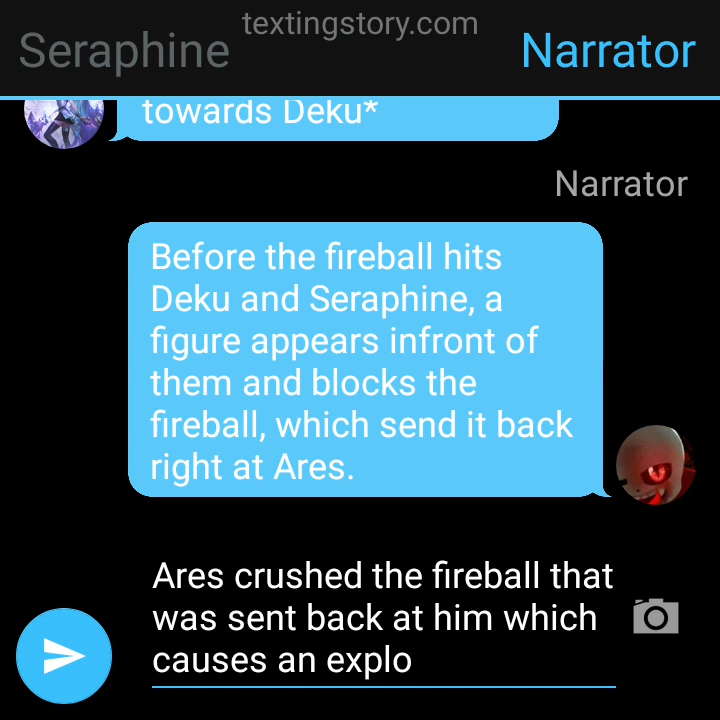 textingstory.com
Seraphine
Narrator
towards Deku*
Narrator
Before the fireball hits
Deku and Seraphine, a
figure appears infront of
them and blocks the
fireball, which send it back
right at Ares.
Ares crushed the fireball that
was sent back at him which
causes an explo